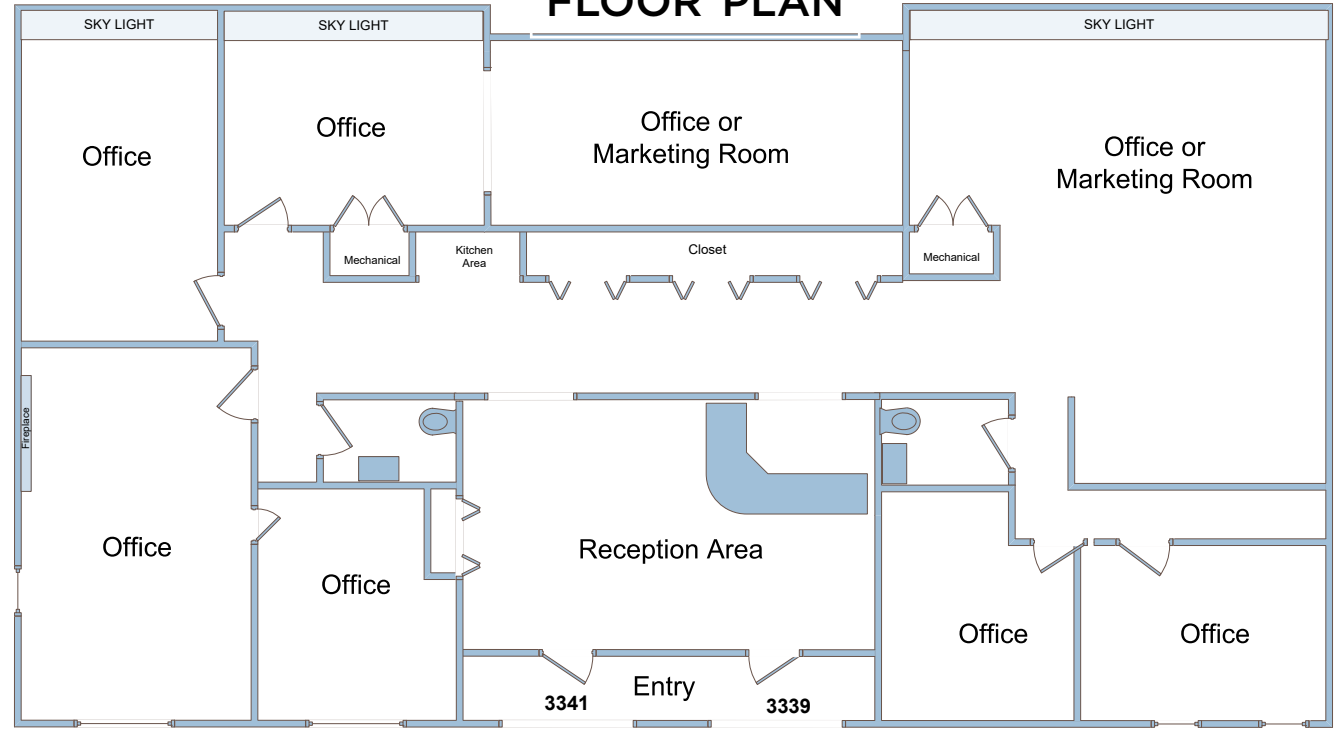 FLOOR PLAN
SKY LIGHT
SKY LIGHT
SKY LIGHT
Office
Office
Office or
Marketing Room
Office or
Marketing Room
Mechanical
Kitchen
Area
Closet
Mechanical
Fireplace
Office
Office
Reception Area
Office
Office
Entry
3341
3339